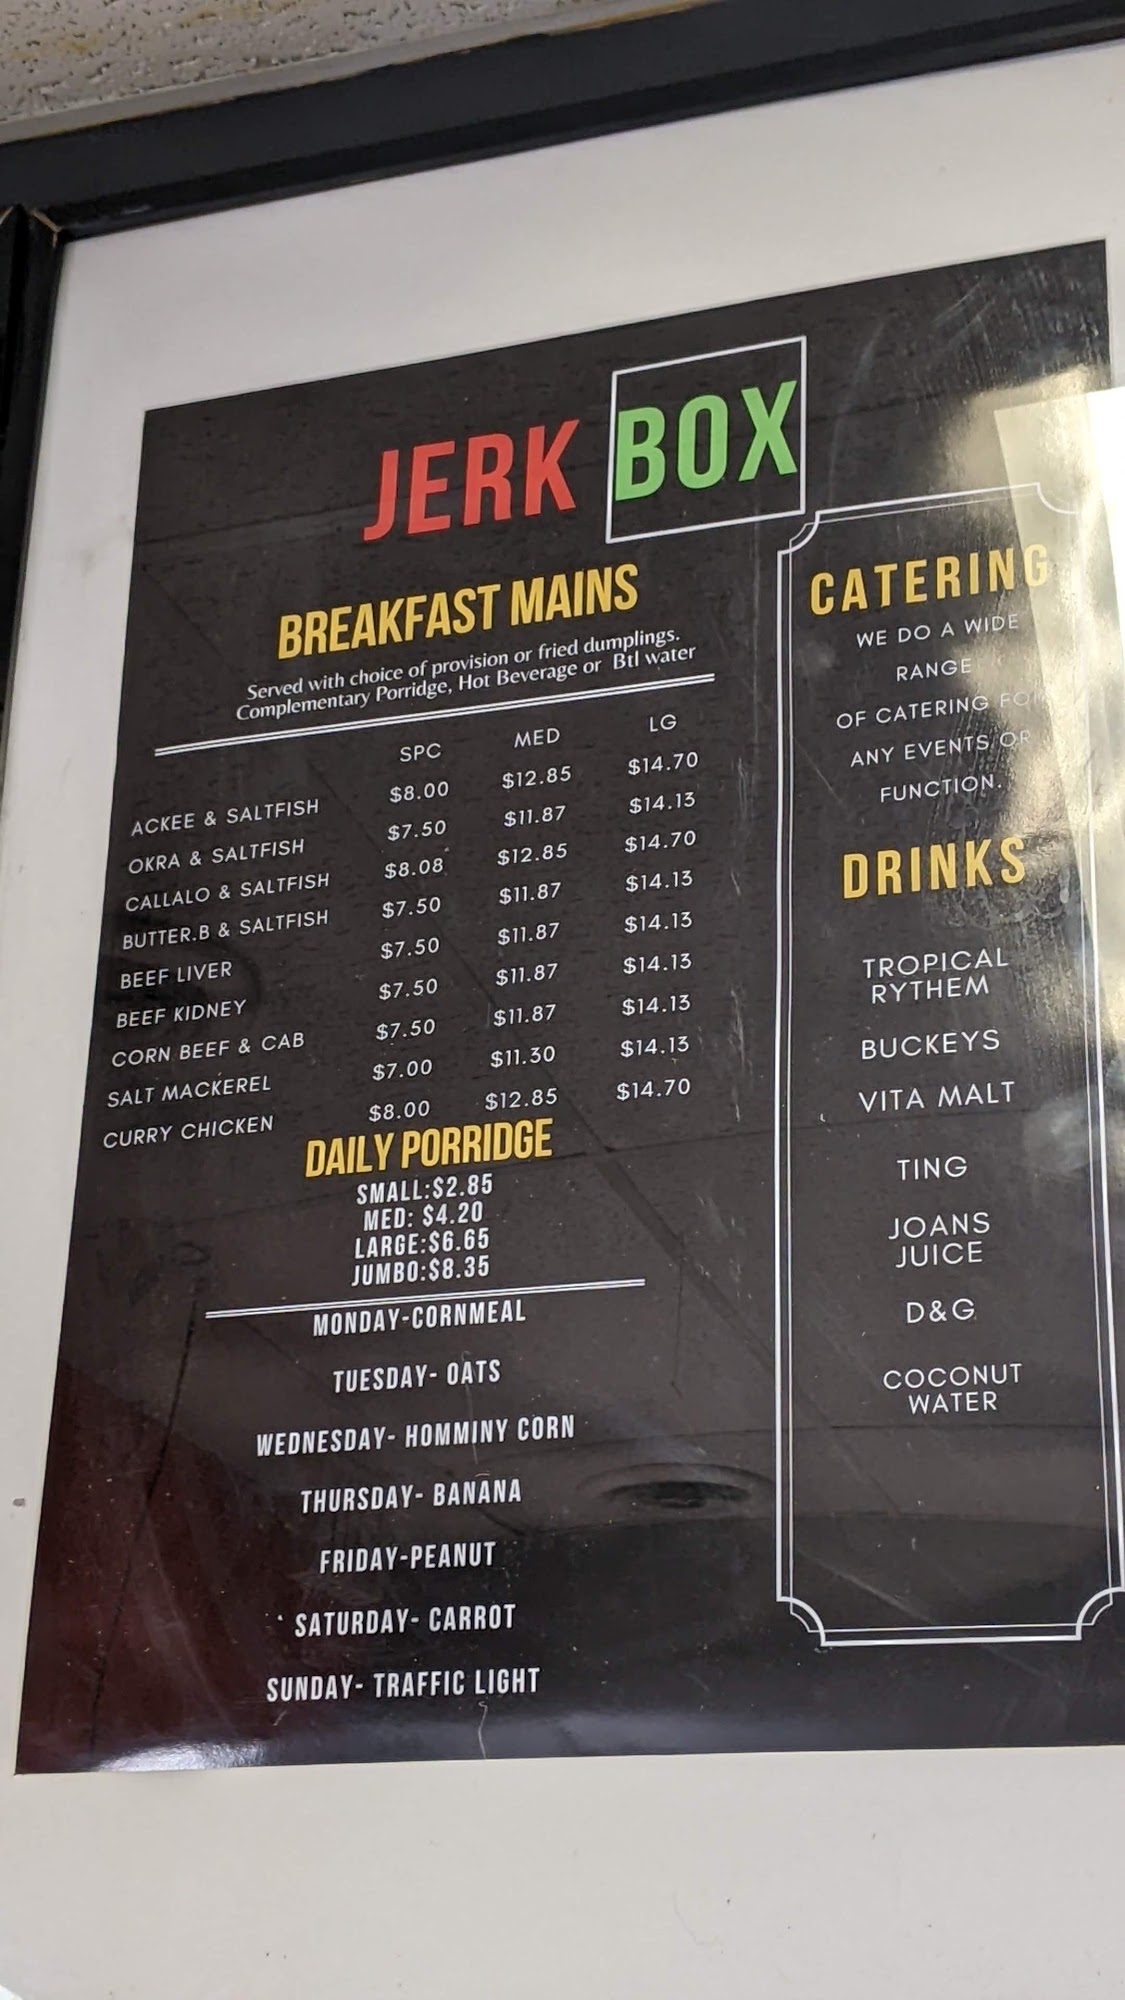 JERK BOX
BREAKFAST MAINS
Served with choice of provision or fried dumplings.
Complementary Porridge, Hot Beverage or Btl water
SPC MED LG
ACKEE & SALTFISH $8.00 $12.85 $14.70
OKRA & SALTFISH $7.50 $11.87 $14.13
CALLALO & SALTFISH $8.08 $12.85 $14.70
BUTTER.B & SALTFISH $7.50 $11.87 $14.13
BEEF LIVER $7.50 $11.87 $14.13
BEEF KIDNEY $7.50 $11.87 $14.13
CORN BEEF & CAB $7.50 $11.87 $14.13
SALT MACKEREL $7.00 $11.30 $14.13
CURRY CHICKEN $8.00 $12.85 $14.70
DAILY PORRIDGE
SMALL:$2.85
MED: $4.20
LARGE:$6.65
JUMBO:$8.35
MONDAY-CORNMEAL
TUESDAY- OATS
WEDNESDAY- HOMMINY CORN
THURSDAY- BANANA
FRIDAY-PEANUT
SATURDAY- CARROT
SUNDAY- TRAFFIC LIGHT
CATERING
WE DO A WIDE
RANGE
OF CATERING FOR
ANY EVENTS OR
FUNCTION.
DRINKS
TROPICAL
RYTHEM
BUCKEYS
VITA MALT
TING
JOANS
JUICE
D&G
COCONUT
WATER